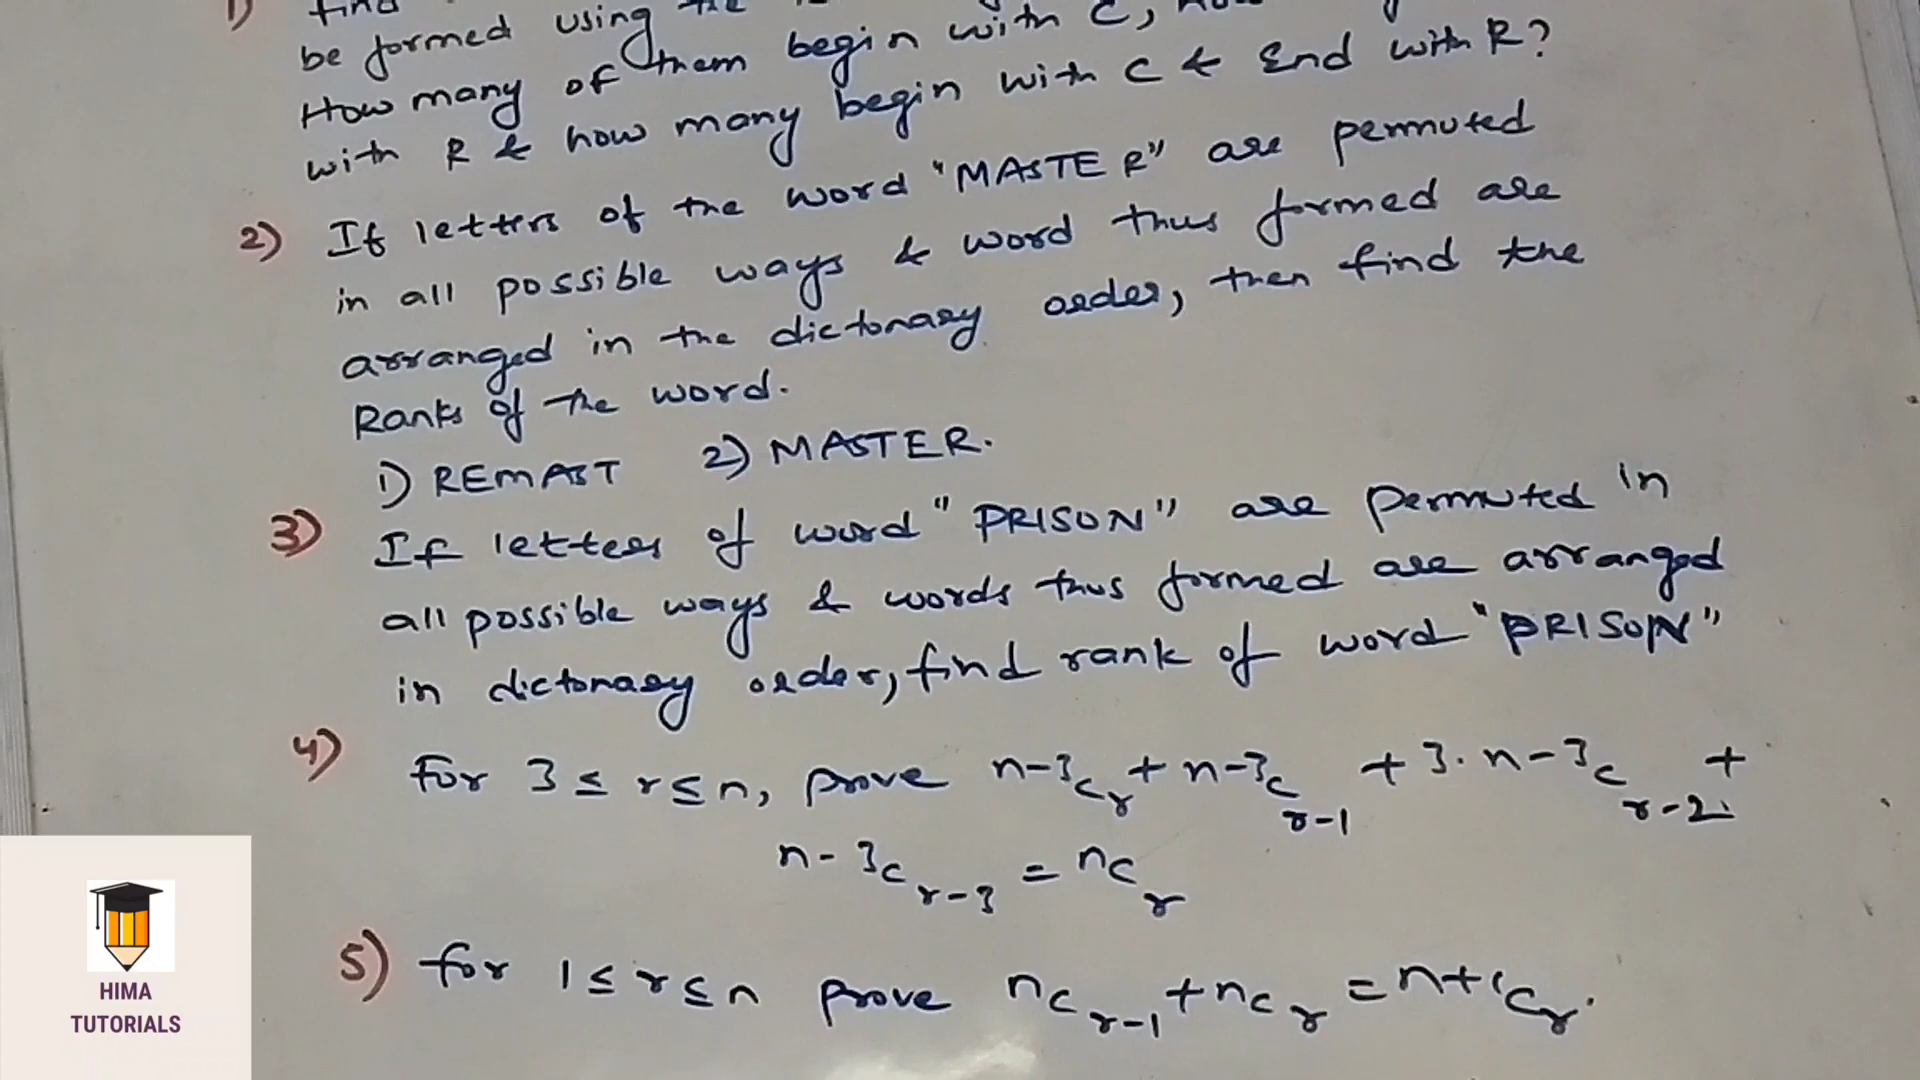 1) find
be formed using the
How many of them begin with C,
with R & how many begin with C & End with R?
2) If letters of the word "MASTER" are permuted
in all possible ways & word thus formed are
arranged in the dictonary order, then find the
Ranks of the word.
1) REMAST 2) MASTER.
3) If letters of word "PRISON" are permuted in
all possible ways & words thus formed are arranged
in dictonary order, find rank of word "PRISON"
4) For 3 ≤ r ≤ n, prove n-3Cr + n-3Cr-1 + 3. n-3Cr-2 +
n-3Cr-3 = nCr
5) for 1 ≤ r ≤ n prove nCr-1 + nCr = n+1Cr.
HIMA
TUTORIALS